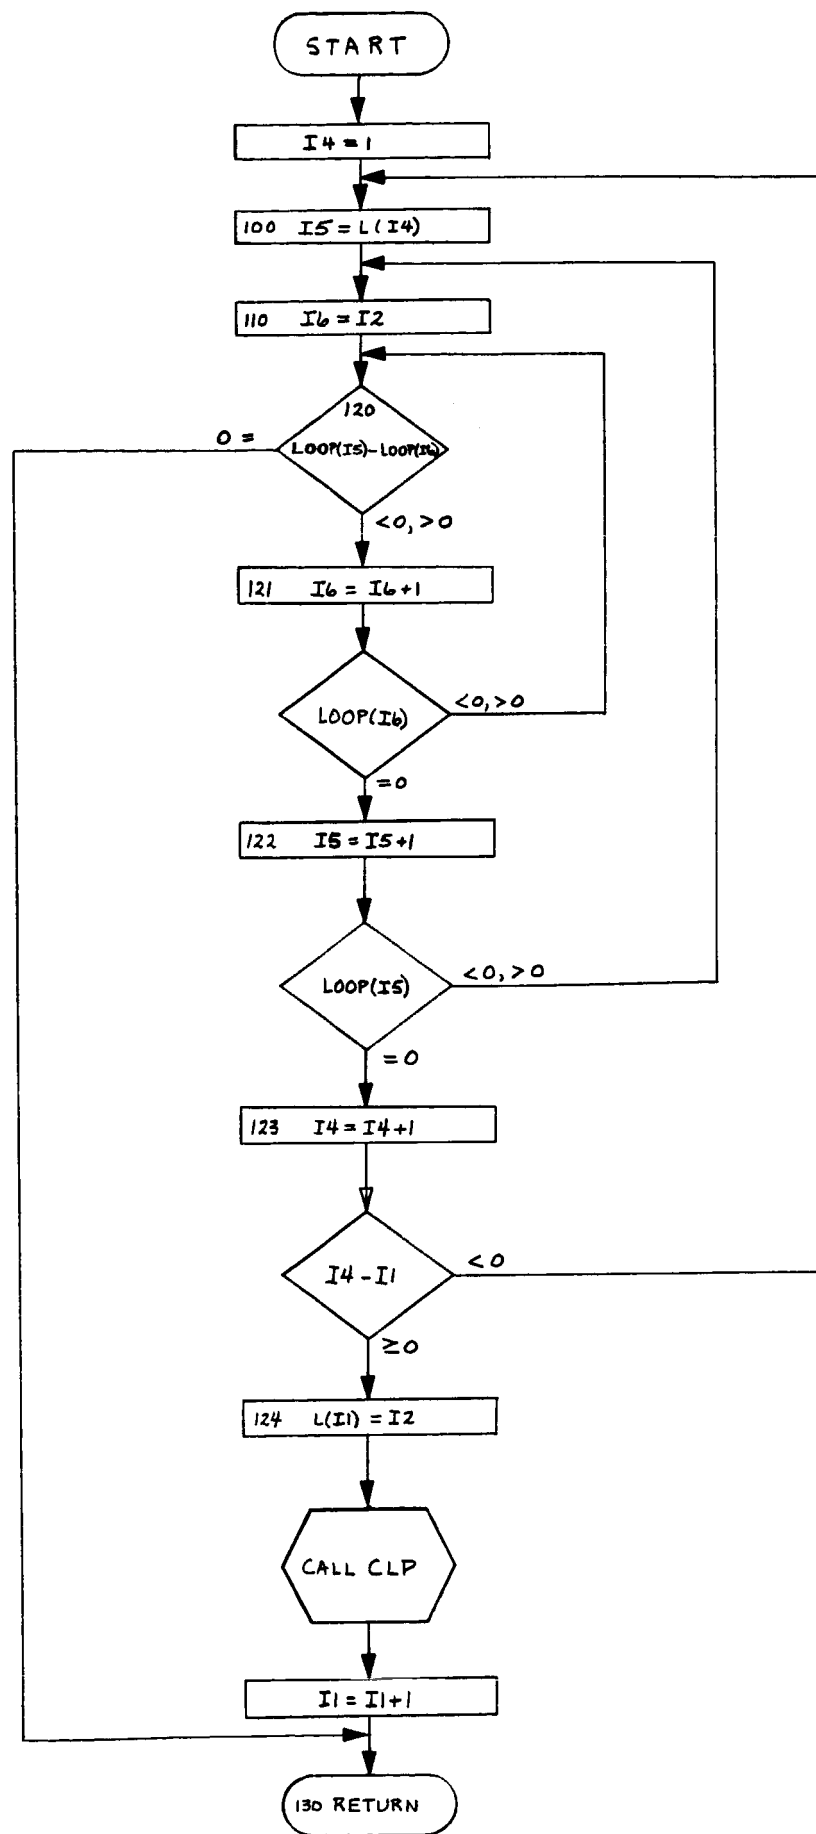 START
I4 = 1
100 I5 = L(I4)
110 I6 = I2
120
0 =
LOOP(I5)-LOOP(I6)
<0, >0
121 I6 = I6+1
<0, >0
LOOP(I6)
=0
122 I5 = I5+1
<0, >0
LOOP(I5)
=0
123 I4 = I4+1
<0
I4 - I1
≥0
124 L(I1) = I2
CALL CLP
I1 = I1+1
130 RETURN